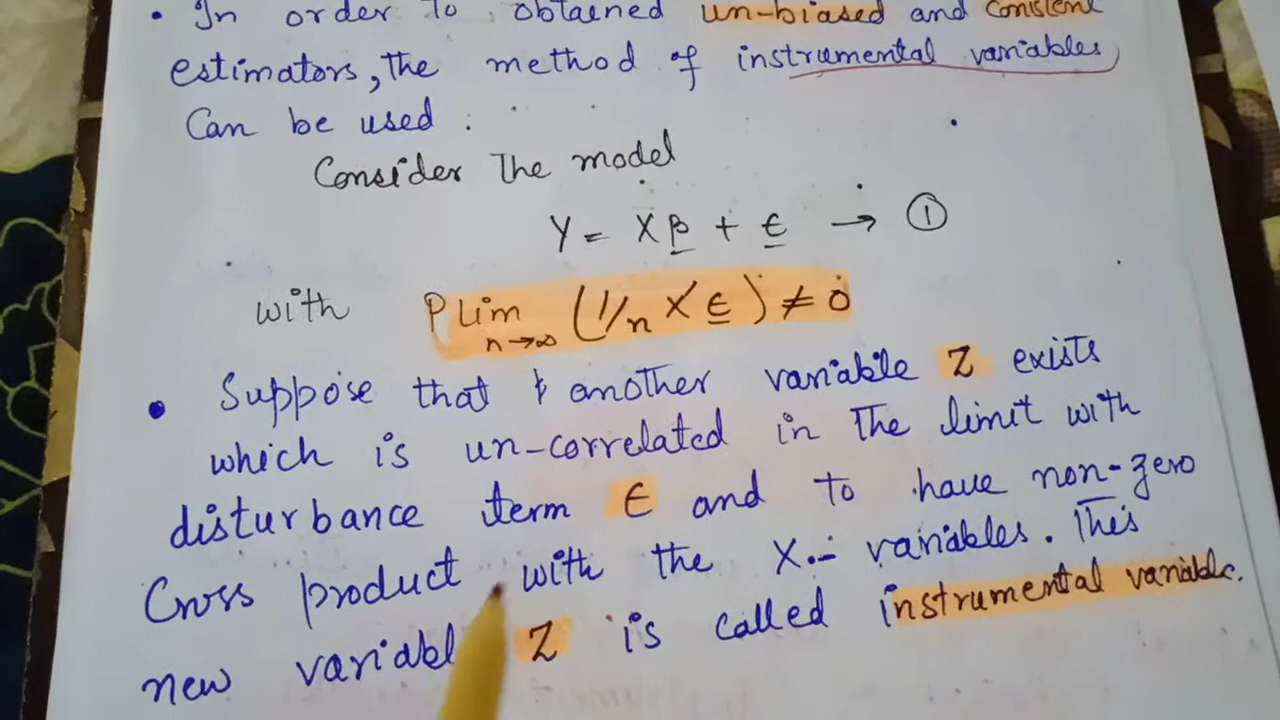 • In order to obtained un-biased and consistent
estimators, the method of instrumental variables
Can be used :
Consider The model
Y = Xβ + ε → ①
with Plim n→∞ (1/n X ε) ≠ 0
• Suppose that & another variable Z exists
which is un-correlated in The limit with
disturbance term ε and to have non-zero
Cross product with the X.- variables. This
new variabl Z is called instrumental variable.